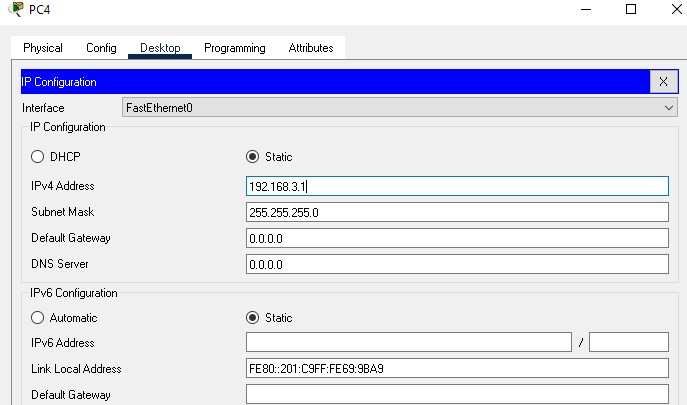 PC4
Physical Config Desktop Programming Attributes
IP Configuration X
Interface FastEthernet0
IP Configuration
DHCP Static
IPv4 Address 192.168.3.1
Subnet Mask 255.255.255.0
Default Gateway 0.0.0.0
DNS Server 0.0.0.0
IPv6 Configuration
Automatic Static
IPv6 Address /
Link Local Address FE80::201:C9FF:FE69:9BA9
Default Gateway